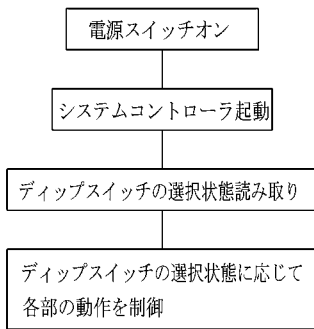 電源スイッチオン
システムコントローラ起動
ディップスイッチの選択状態読み取り
ディップスイッチの選択状態に応じて
各部の動作を制御